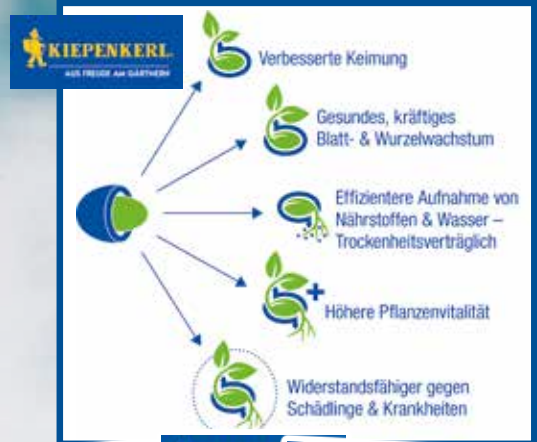 KIEPENKERL
AUS FREUDE AM GÄRTNERN
Verbesserte Keimung
Gesundes, kräftiges
Blatt- & Wurzelwachstum
Effizientere Aufnahme von
Nährstoffen & Wasser –
Trockenheitsverträglich
Höhere Pflanzenvitalität
Widerstandsfähiger gegen
Schädlinge & Krankheiten